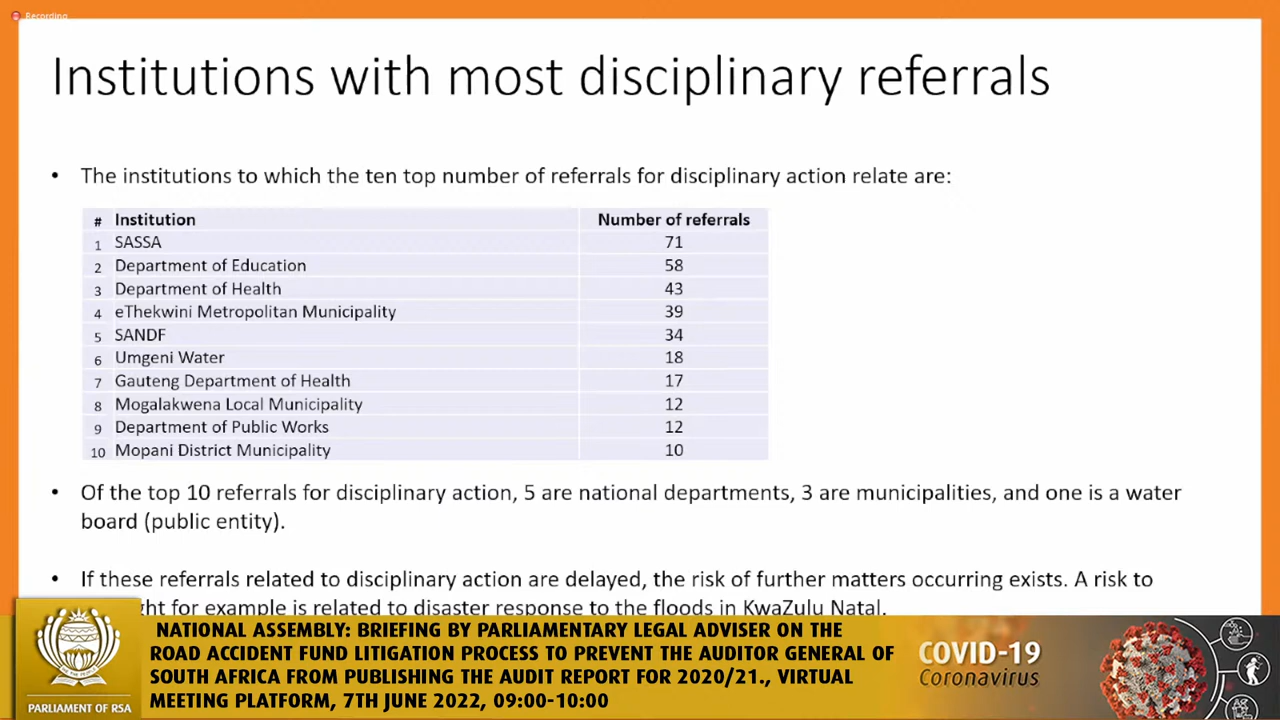 Recording
Institutions with most disciplinary referrals
• The institutions to which the ten top number of referrals for disciplinary action relate are:
# Institution Number of referrals
1 SASSA 71
2 Department of Education 58
3 Department of Health 43
4 eThekwini Metropolitan Municipality 39
5 SANDF 34
6 Umgeni Water 18
7 Gauteng Department of Health 17
8 Mogalakwena Local Municipality 12
9 Department of Public Works 12
10 Mopani District Municipality 10
• Of the top 10 referrals for disciplinary action, 5 are national departments, 3 are municipalities, and one is a water
board (public entity).
• If these referrals related to disciplinary action are delayed, the risk of further matters occurring exists. A risk to
for example is related to disaster response to the floods in KwaZulu Natal.
NATIONAL ASSEMBLY: BRIEFING BY PARLIAMENTARY LEGAL ADVISER ON THE
ROAD ACCIDENT FUND LITIGATION PROCESS TO PREVENT THE AUDITOR GENERAL OF
SOUTH AFRICA FROM PUBLISHING THE AUDIT REPORT FOR 2020/21., VIRTUAL
MEETING PLATFORM, 7TH JUNE 2022, 09:00-10:00
PARLIAMENT OF RSA
COVID-19
Coronavirus